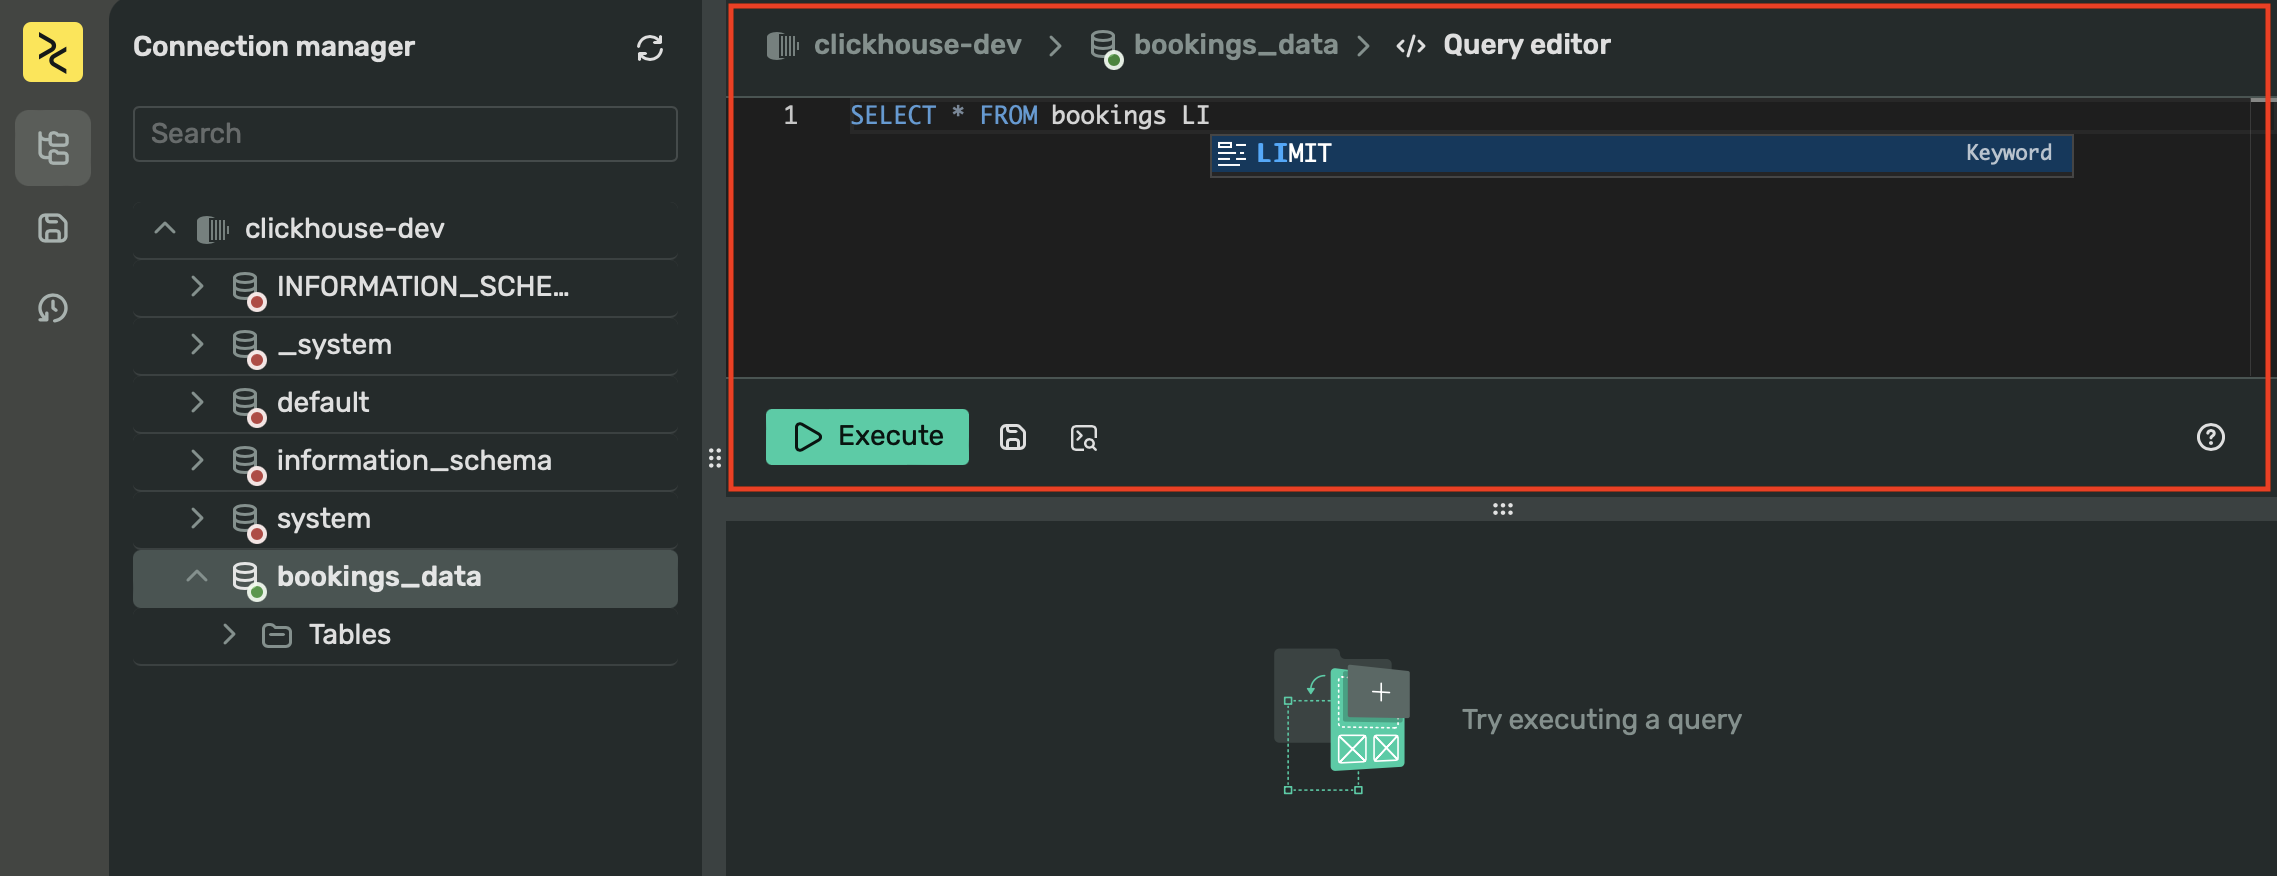 Connection manager
Search
clickhouse-dev
INFORMATION_SCHE...
_system
default
information_schema
system
bookings_data
Tables
clickhouse-dev > bookings_data > </> Query editor
1 SELECT * FROM bookings LI
LIMIT Keyword
Execute
Try executing a query